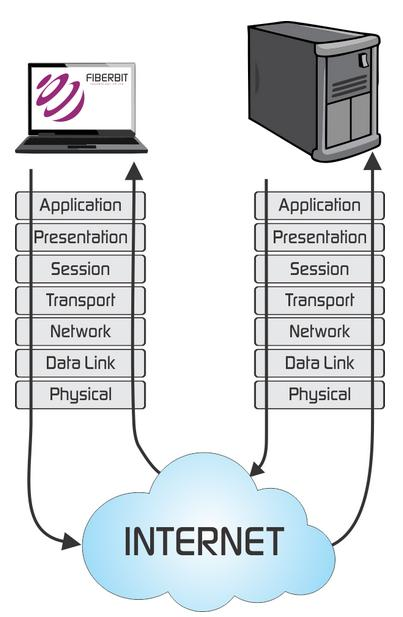 FIBERBIT
Application
Presentation
Session
Transport
Network
Data Link
Physical
Application
Presentation
Session
Transport
Network
Data Link
Physical
INTERNET